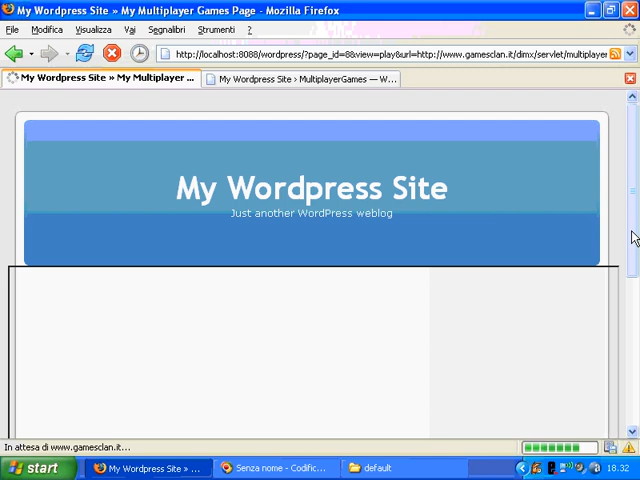 My Wordpress Site » My Multiplayer Games Page - Mozilla Firefox
File Modifica Visualizza Vai Segnalibri Strumenti ?
http://localhost:8088/wordpress/?page_id=8&view=play&url=http://www.gamesclan.it/dimx/servlet/multiplayer
My Wordpress Site » My Multiplayer ... My Wordpress Site › MultiplayerGames — W...
My Wordpress Site
Just another WordPress weblog
In attesa di www.gamesclan.it...
start My Wordpress Site » ... Senza nome - Codific... default 18.32